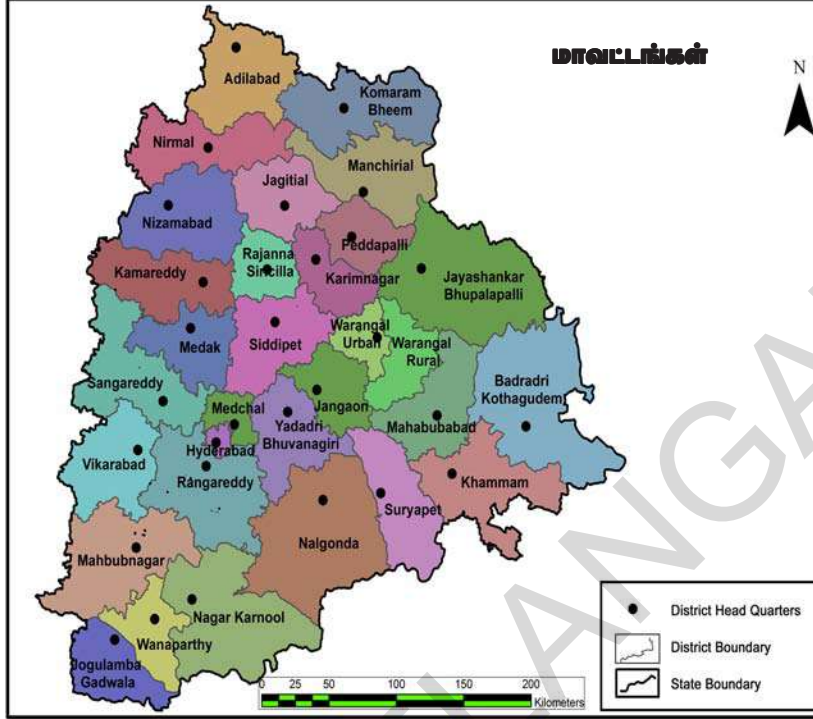 மாவட்டங்கள்
N
Adilabad
Komaram
Bheem
Nirmal
Manchirial
Jagitial
Nizamabad
Peddapalli
Rajanna
Sircilla
Kamareddy
Karimnagar
Jayashankar
Bhupalapalli
Warangal
Urban
Warangal
Rural
Medak
Siddipet
Badradri
Kothagudem
Sangareddy
Medchal
Jangaon
Mahabubabad
Yadadri
Bhuvanagiri
Hyderabad
Vikarabad
Rangareddy
Khammam
Suryapet
Nalgonda
Mahbubnagar
Nagar Karnool
Wanaparthy
Jogulamba
Gadwala
District Head Quarters
District Boundary
State Boundary
0 25 50 100 150 200
Kilometers